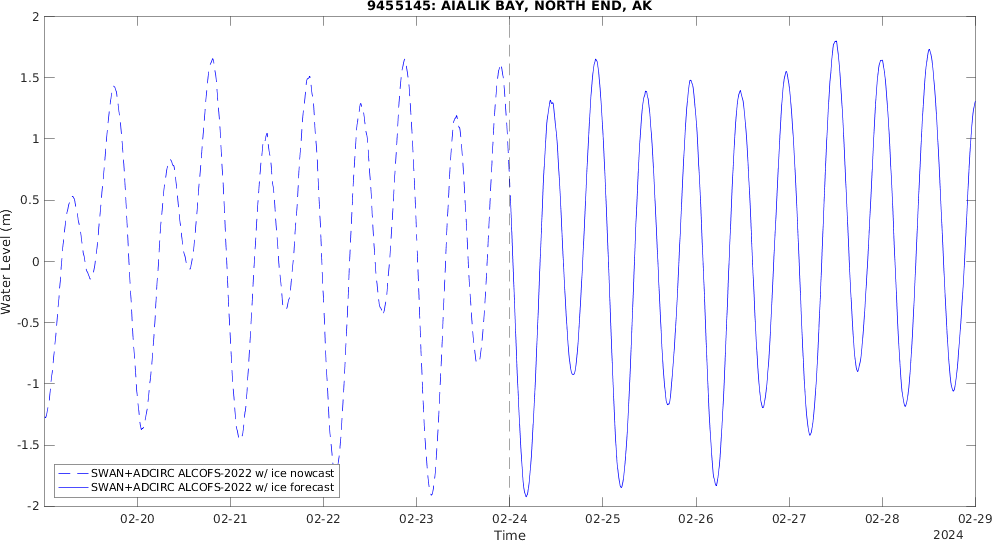 9455145: AIALIK BAY, NORTH END, AK
Water Level (m)
2
1.5
1
0.5
0
-0.5
-1
-1.5
-2
SWAN+ADCIRC ALCOFS-2022 w/ ice nowcast
SWAN+ADCIRC ALCOFS-2022 w/ ice forecast
02-20 02-21 02-22 02-23 02-24 02-25 02-26 02-27 02-28 02-29
Time
2024